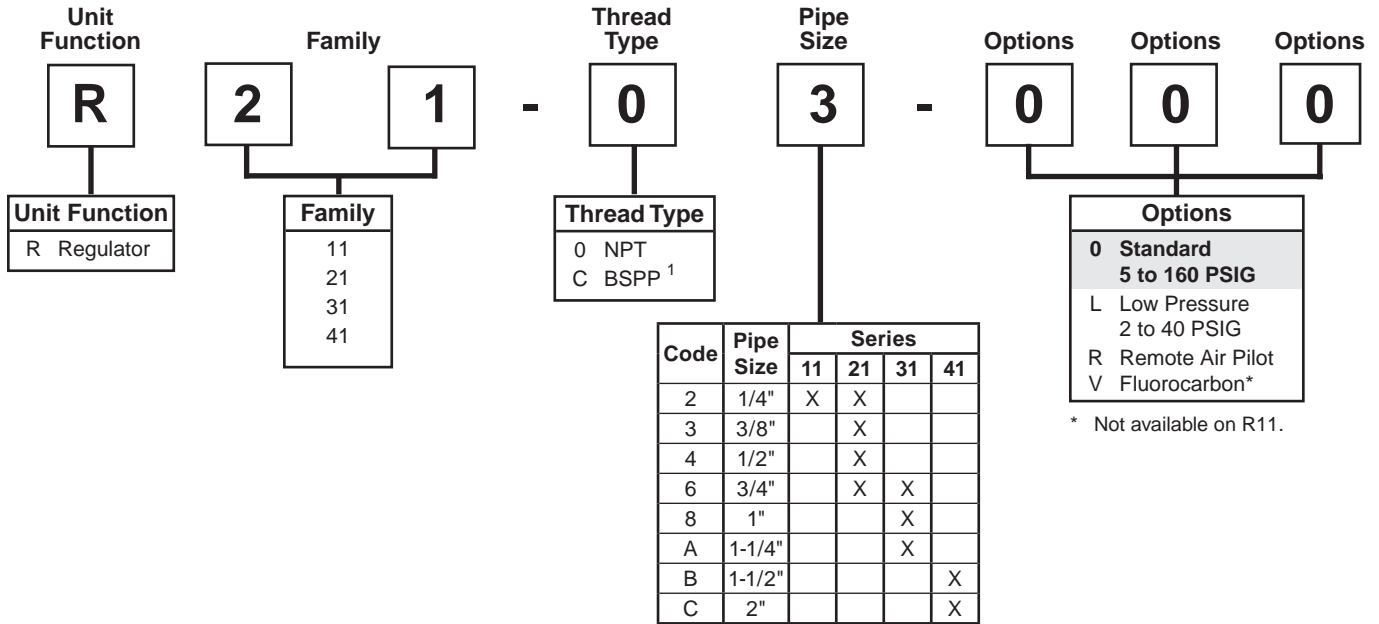 Unit Function Family Thread Type Pipe Size Options Options Options
R 2 1 - 0 3 - 0 0 0
Unit Function
R Regulator
Family
11
21
31
41
Thread Type
0 NPT
C BSPP 1
Options
0 Standard
5 to 160 PSIG
L Low Pressure
2 to 40 PSIG
R Remote Air Pilot
V Fluorocarbon*
* Not available on R11.
Code Pipe Size Series
11 21 31 41
2 1/4" X X
3 3/8" X
4 1/2" X
6 3/4" X X
8 1" X
A 1-1/4" X
B 1-1/2" X
C 2" X